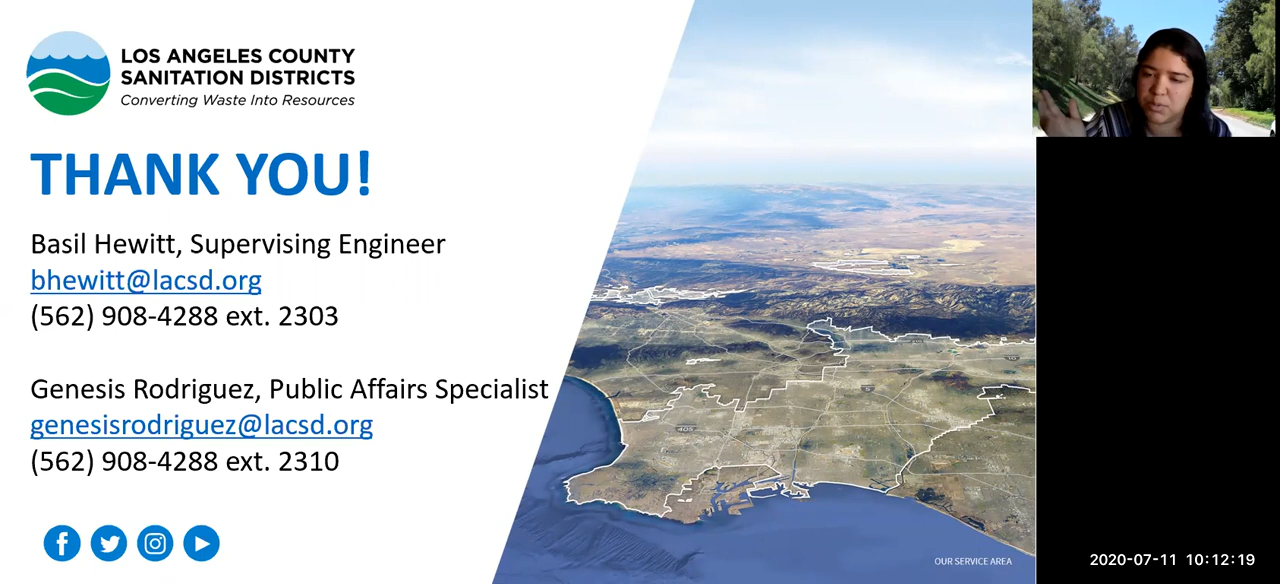 LOS ANGELES COUNTY
SANITATION DISTRICTS
Converting Waste Into Resources
THANK YOU!
Basil Hewitt, Supervising Engineer
bhewitt@lacsd.org
(562) 908-4288 ext. 2303
Genesis Rodriguez, Public Affairs Specialist
genesisrodriguez@lacsd.org
(562) 908-4288 ext. 2310
405
OUR SERVICE AREA
2020-07-11 10:12:19